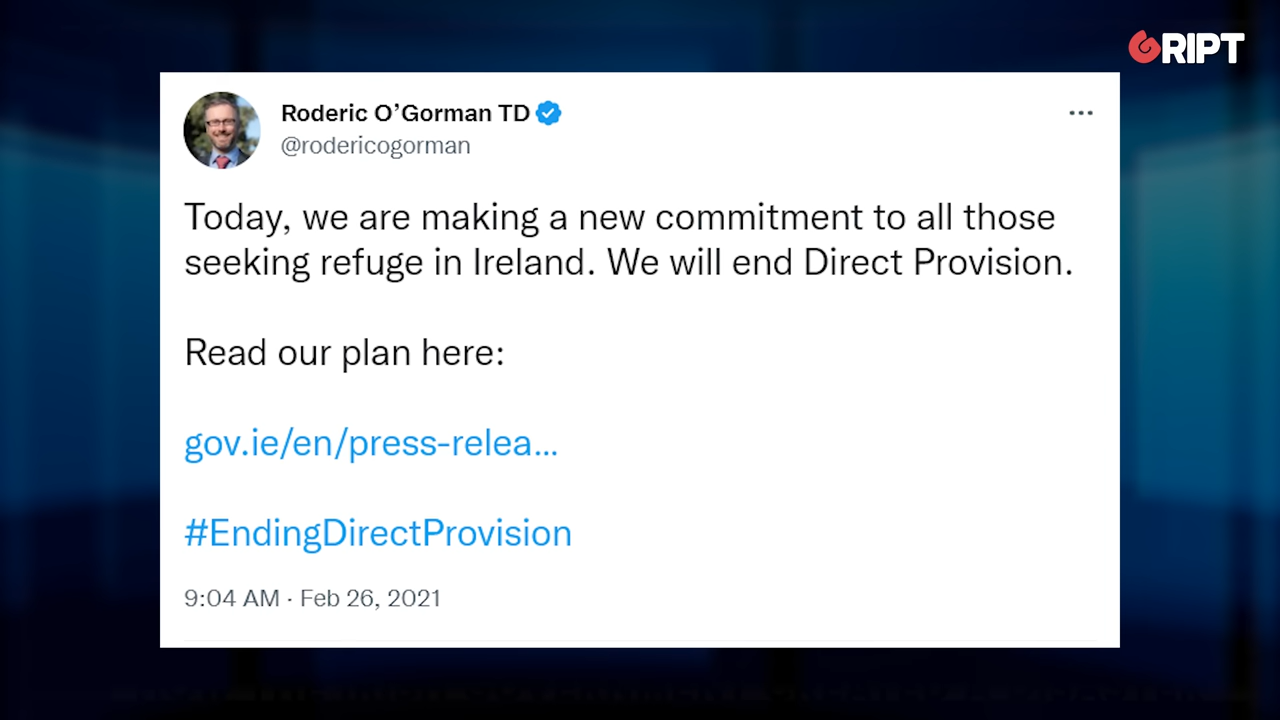 GRIPT
Roderic O’Gorman TD
@rodericogorman
Today, we are making a new commitment to all those
seeking refuge in Ireland. We will end Direct Provision.
Read our plan here:
gov.ie/en/press-relea...
#EndingDirectProvision
9:04 AM · Feb 26, 2021